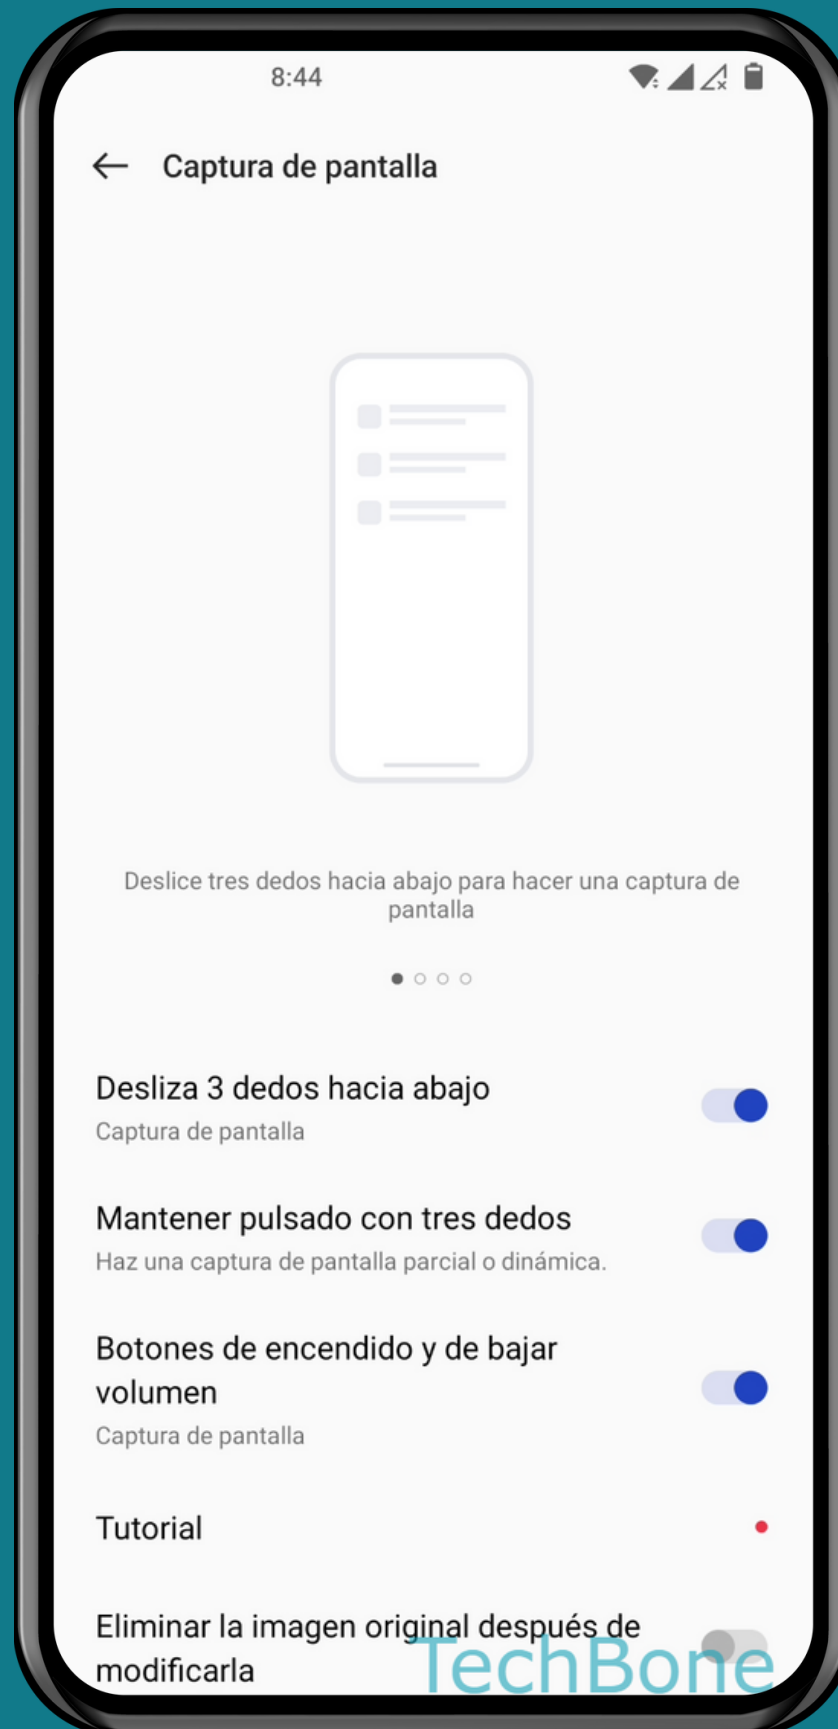 8:44
Captura de pantalla
Deslice tres dedos hacia abajo para hacer una captura de
pantalla
Desliza 3 dedos hacia abajo
Captura de pantalla
Mantener pulsado con tres dedos
Haz una captura de pantalla parcial o dinámica.
Botones de encendido y de bajar
volumen
Captura de pantalla
Tutorial
Eliminar la imagen original después de
modificarla
TechBone